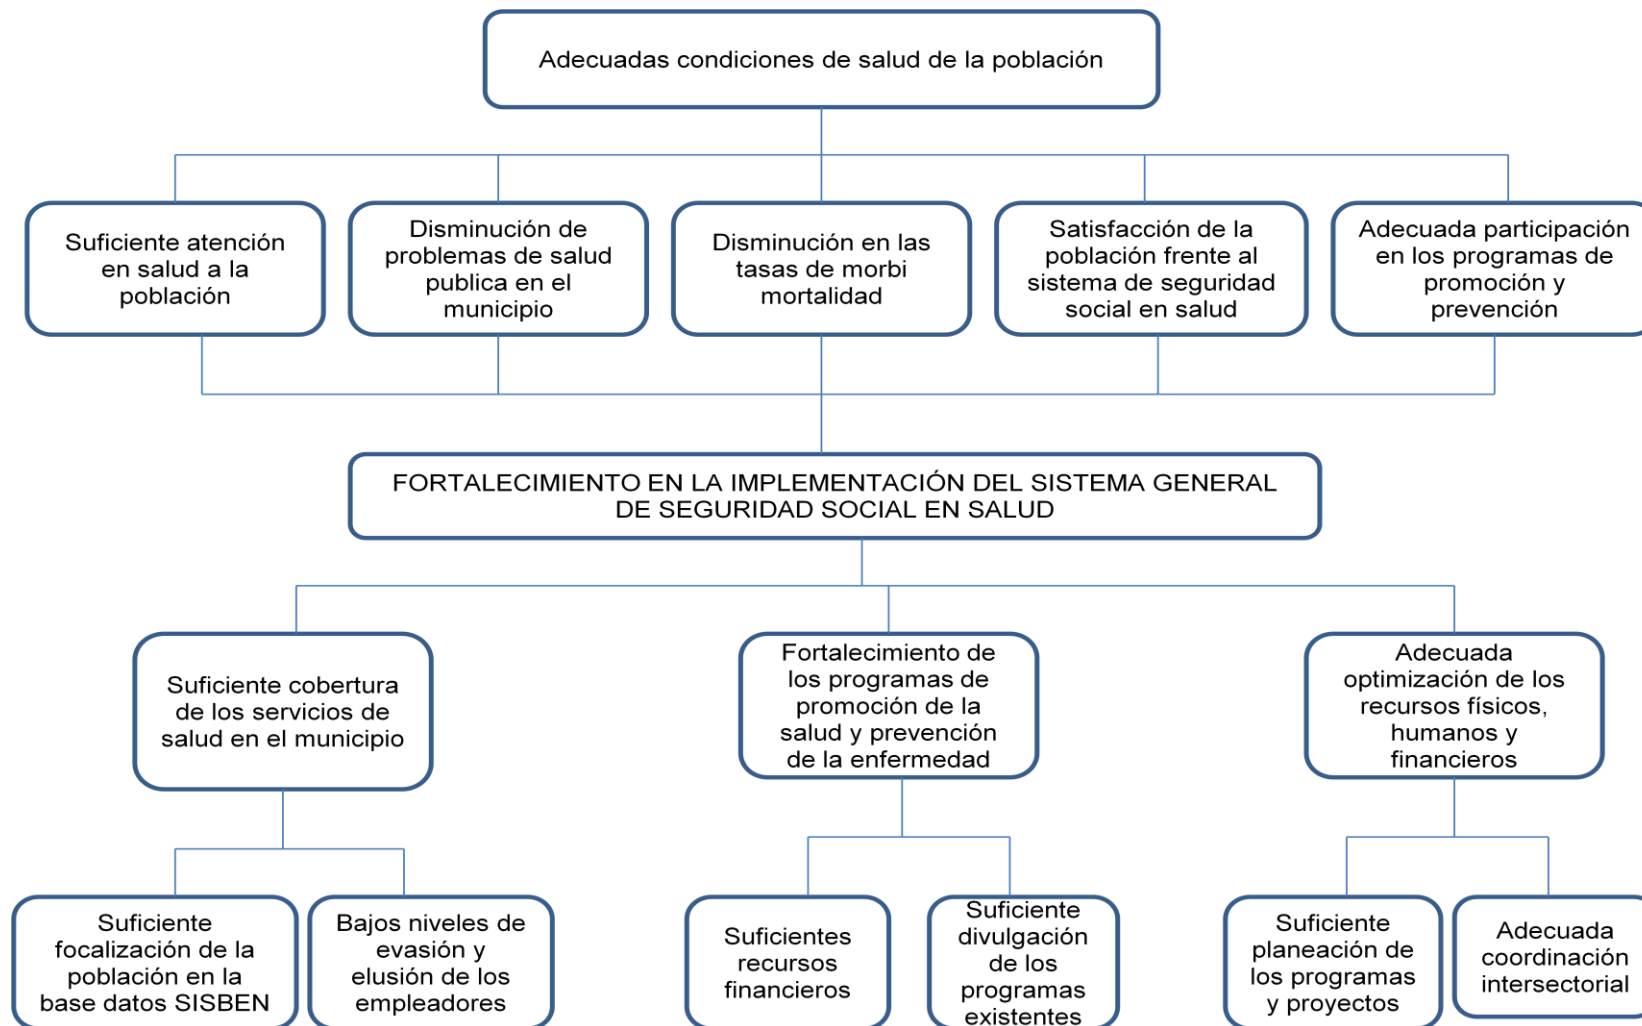 Adecuadas condiciones de salud de la población
Suficiente atención
en salud a la
población
Disminución de
problemas de salud
publica en el
municipio
Disminución en las
tasas de morbi
mortalidad
Satisfacción de la
población frente al
sistema de seguridad
social en salud
Adecuada participación
en los programas de
promoción y
prevención
FORTALECIMIENTO EN LA IMPLEMENTACIÓN DEL SISTEMA GENERAL
DE SEGURIDAD SOCIAL EN SALUD
Suficiente cobertura
de los servicios de
salud en el municipio
Fortalecimiento de
los programas de
promoción de la
salud y prevención
de la enfermedad
Adecuada
optimización de los
recursos físicos,
humanos y
financieros
Suficiente
focalización de la
población en la
base datos SISBEN
Bajos niveles de
evasión y
elusión de los
empleadores
Suficientes
recursos
financieros
Suficiente
divulgación
de los
programas
existentes
Suficiente
planeación de
los programas
y proyectos
Adecuada
coordinación
intersectorial